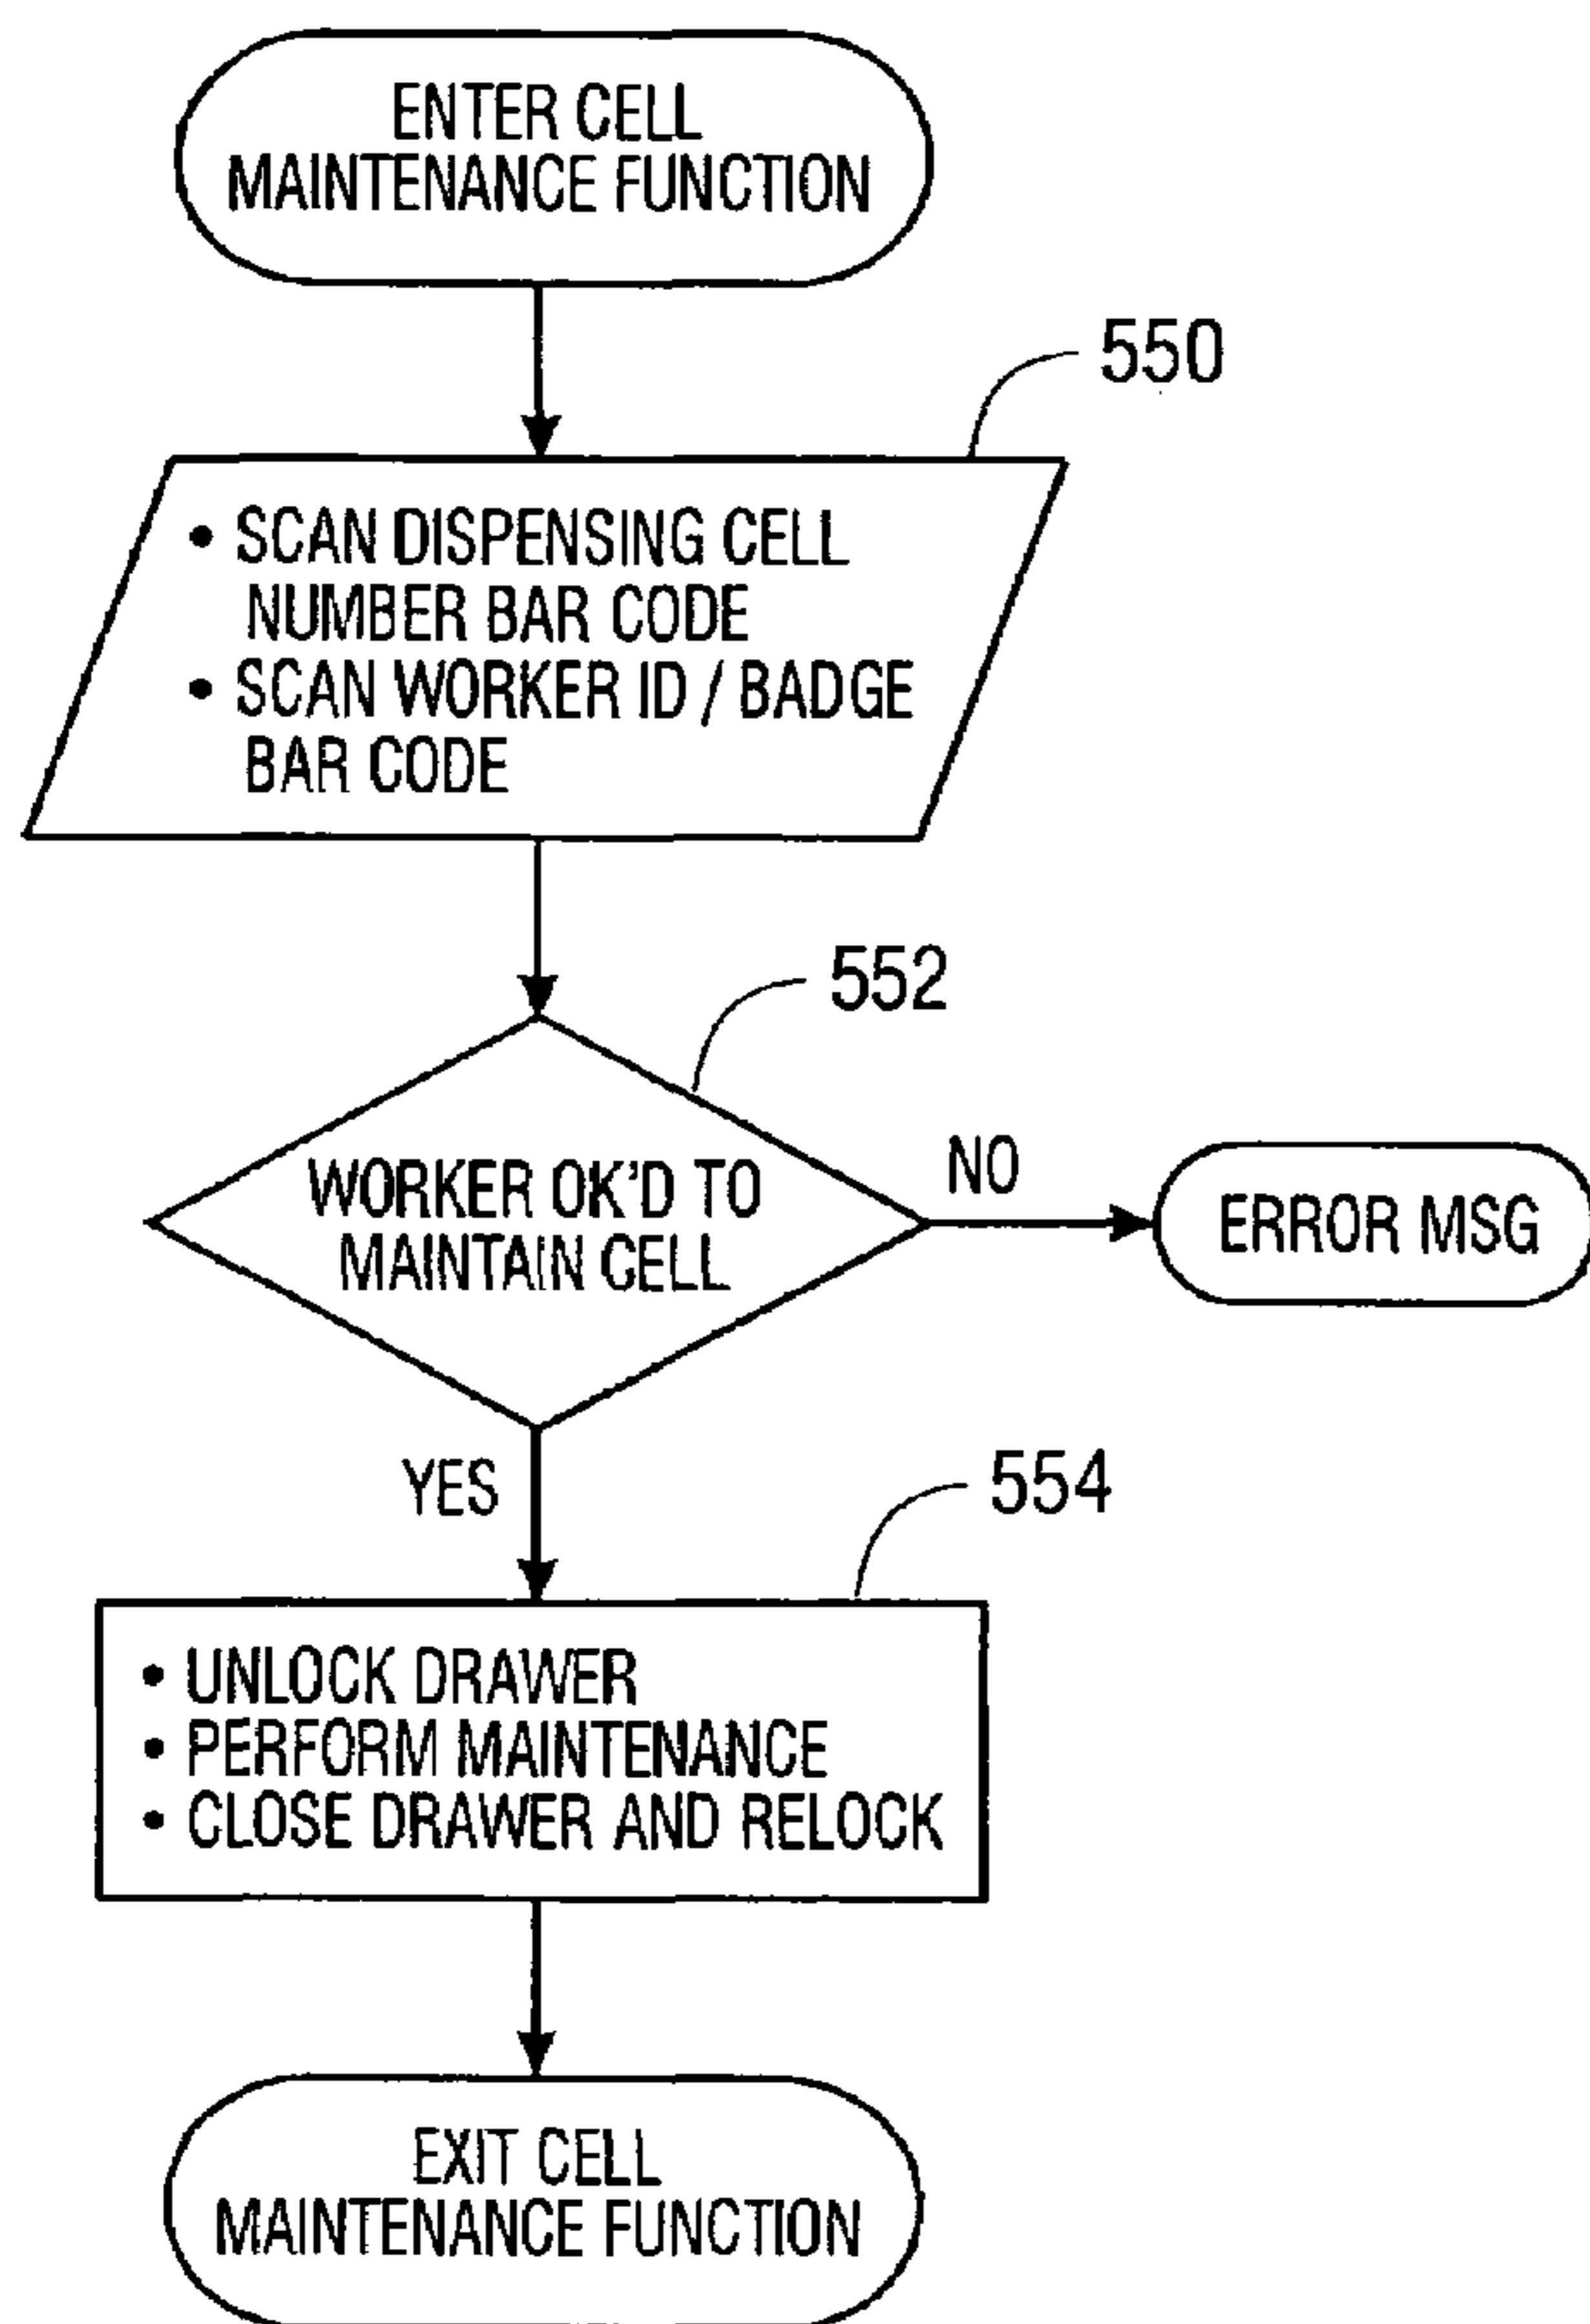 ENTER CELL
MAINTENANCE FUNCTION
550
• SCAN DISPENSING CELL
NUMBER BAR CODE
• SCAN WORKER ID / BADGE
BAR CODE
552
WORKER OK'D TO
MAINTAIN CELL
NO
ERROR MSG
YES
554
• UNLOCK DRAWER
• PERFORM MAINTENANCE
• CLOSE DRAWER AND RELOCK
EXIT CELL
MAINTENANCE FUNCTION